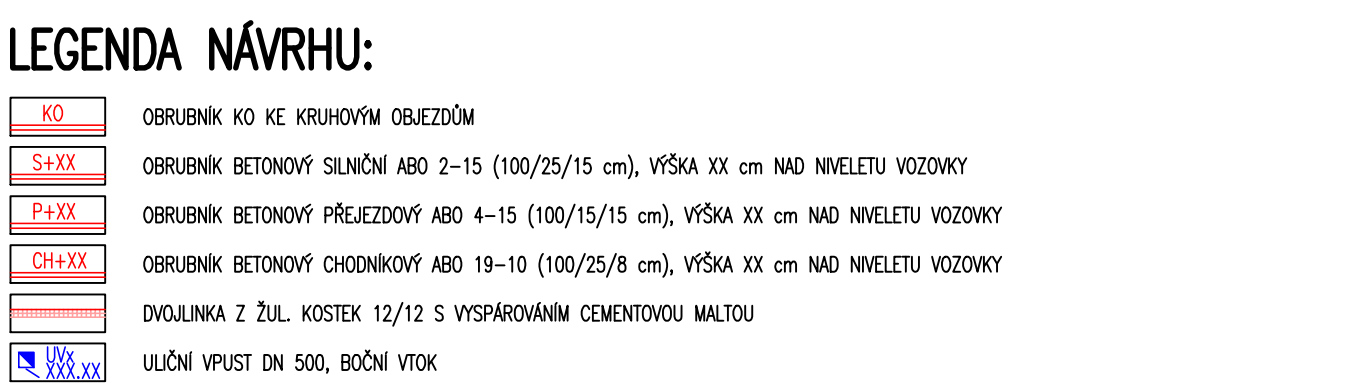 LEGENDA NÁVRHU:
KO OBRUBNÍK KO KE KRUHOVÝM OBJEZDŮM
S+XX OBRUBNÍK BETONOVÝ SILNIČNÍ ABO 2-15 (100/25/15 cm), VÝŠKA XX cm NAD NIVELETU VOZOVKY
P+XX OBRUBNÍK BETONOVÝ PŘEJEZDOVÝ ABO 4-15 (100/15/15 cm), VÝŠKA XX cm NAD NIVELETU VOZOVKY
CH+XX OBRUBNÍK BETONOVÝ CHODNÍKOVÝ ABO 19-10 (100/25/8 cm), VÝŠKA XX cm NAD NIVELETU VOZOVKY
DVOJLINKA Z ŽUL. KOSTEK 12/12 S VYSPÁROVÁNÍM CEMENTOVOU MALTOU
UVx
XXX.XX
ULIČNÍ VPUST DN 500, BOČNÍ VTOK